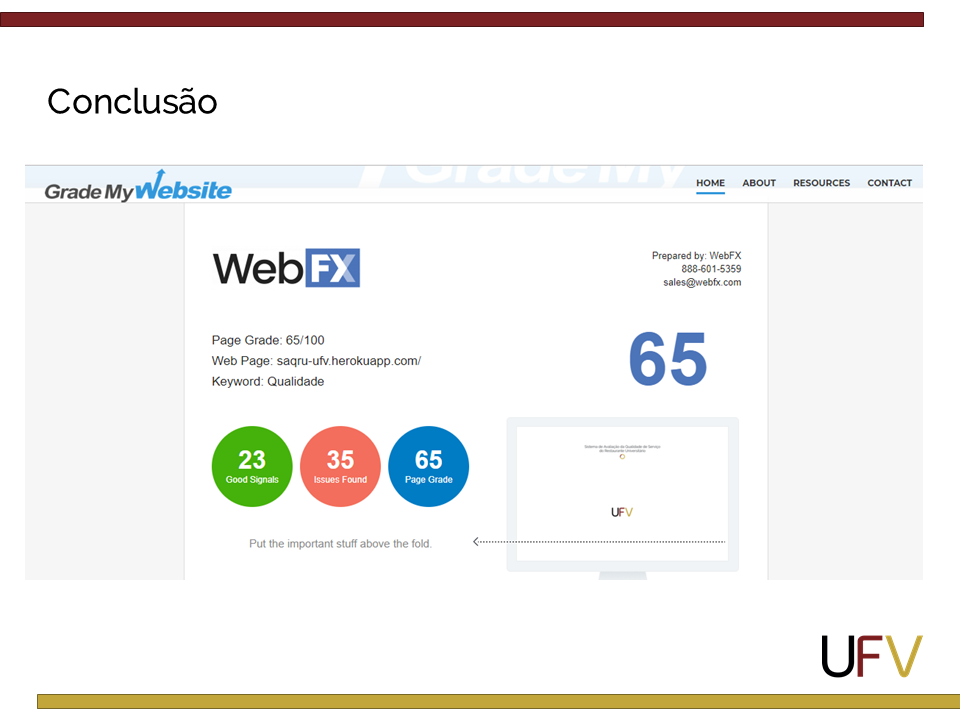 Conclusão
Grade My
Grade My Website
HOME ABOUT RESOURCES CONTACT
WebFX
Prepared by: WebFX
888-601-5359
sales@webfx.com
Page Grade: 65/100
Web Page: saqru-ufv.herokuapp.com/
Keyword: Qualidade
65
23
Good Signals
35
Issues Found
65
Page Grade
Sistema de Avaliação da Qualidade de Serviço
do Restaurante Universitário
UFV
Put the important stuff above the fold.
UFV